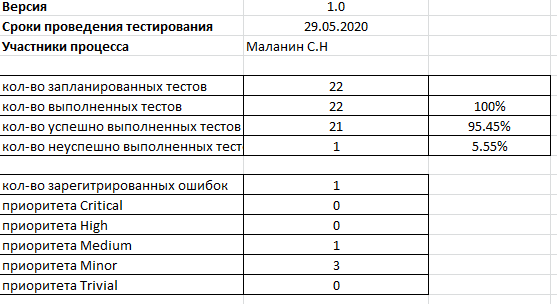 Версия 1.0
Сроки проведения тестирования 29.05.2020
Участники процесса Маланин С.Н
кол-во запланированных тестов 22
кол-во выполненных тестов 22 100%
кол-во успешно выполненных тестов 21 95.45%
кол-во неуспешно выполненных тест 1 5.55%
кол-во зарегитрированных ошибок 1
приоритета Critical 0
приоритета High 0
приоритета Medium 1
приоритета Minor 3
приоритета Trivial 0